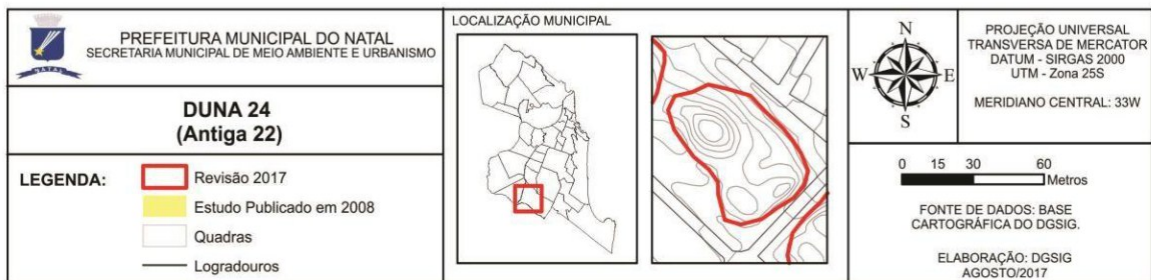 PREFEITURA MUNICIPAL DO NATAL
SECRETARIA MUNICIPAL DE MEIO AMBIENTE E URBANISMO
NATAL
DUNA 24
(Antiga 22)
LEGENDA:
Revisão 2017
Estudo Publicado em 2008
Quadras
Logradouros
LOCALIZAÇÃO MUNICIPAL
N
W E
S
PROJEÇÃO UNIVERSAL
TRANSVERSA DE MERCATOR
DATUM - SIRGAS 2000
UTM - Zona 25S
MERIDIANO CENTRAL: 33W
0 15 30 60
Metros
FONTE DE DADOS: BASE
CARTOGRÁFICA DO DGSIG.
ELABORAÇÃO: DGSIG
AGOSTO/2017